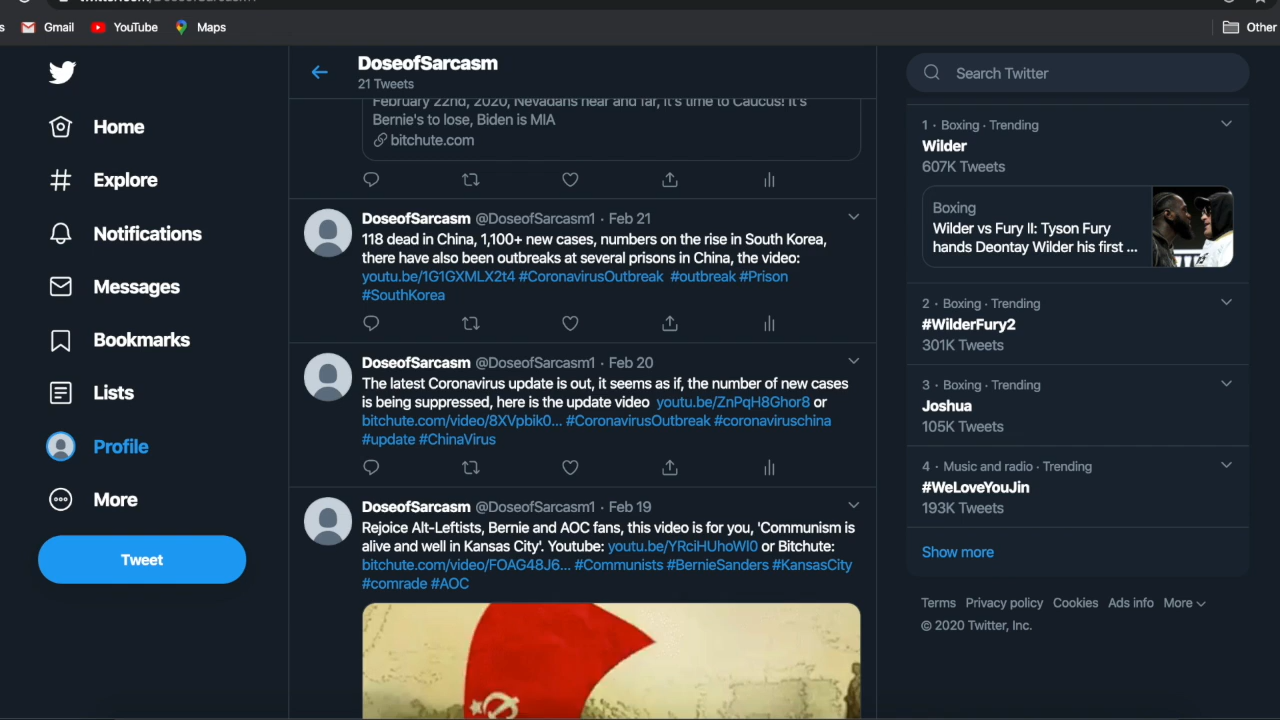 Gmail
YouTube
Maps
Other
DoseofSarcasm
21 Tweets
Home
Explore
Notifications
Messages
Bookmarks
Lists
Profile
More
Tweet
February 22nd, 2020, Nevadans near and far, it's time to Caucus! It's
Bernie's to lose, Biden is MIA
bitchute.com
DoseofSarcasm @DoseofSarcasm1 · Feb 21
118 dead in China, 1,100+ new cases, numbers on the rise in South Korea,
there have also been outbreaks at several prisons in China, the video:
youtu.be/1G1GXMLX2t4 #CoronavirusOutbreak #outbreak #Prison
#SouthKorea
DoseofSarcasm @DoseofSarcasm1 · Feb 20
The latest Coronavirus update is out, it seems as if, the number of new cases
is being suppressed, here is the update video youtu.be/ZnPqH8Ghor8 or
bitchute.com/video/8XVpbik0... #CoronavirusOutbreak #coronaviruschina
#update #ChinaVirus
DoseofSarcasm @DoseofSarcasm1 · Feb 19
Rejoice Alt-Leftists, Bernie and AOC fans, this video is for you, 'Communism is
alive and well in Kansas City'. Youtube: youtu.be/YRciHUhoWI0 or Bitchute:
bitchute.com/video/FOAG48J6... #Communists #BernieSanders #KansasCity
#comrade #AOC
Search Twitter
1 · Boxing · Trending
Wilder
607K Tweets
Boxing
Wilder vs Fury II: Tyson Fury
hands Deontay Wilder his first ...
2 · Boxing · Trending
#WilderFury2
301K Tweets
3 · Boxing · Trending
Joshua
105K Tweets
4 · Music and radio · Trending
#WeLoveYouJin
193K Tweets
Show more
Terms Privacy policy Cookies Ads info More
© 2020 Twitter, Inc.